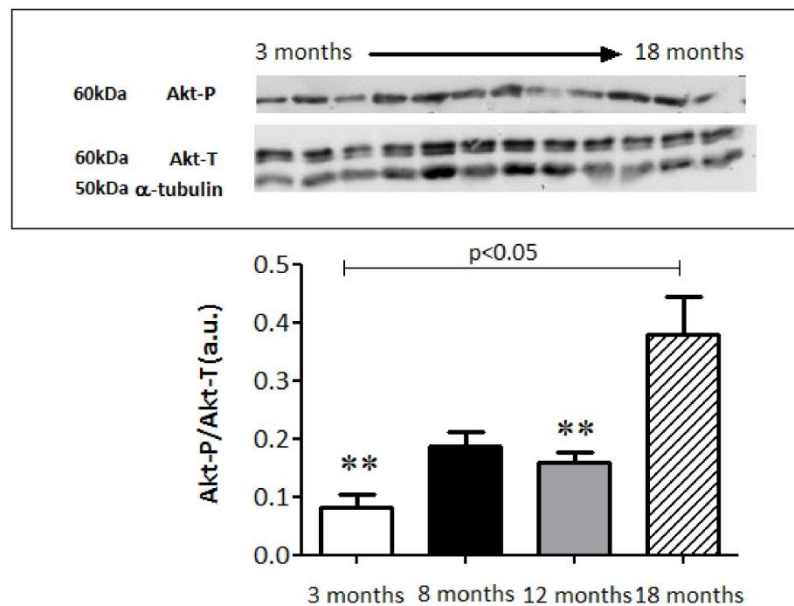 3 months 18 months
60kDa Akt-P
60kDa Akt-T
50kDa α-tubulin
p<0.05
0.5
0.4
0.3
0.2
0.1
0.0
Akt-P/Akt-T(a.u.)
**
**
3 months 8 months 12 months 18 months